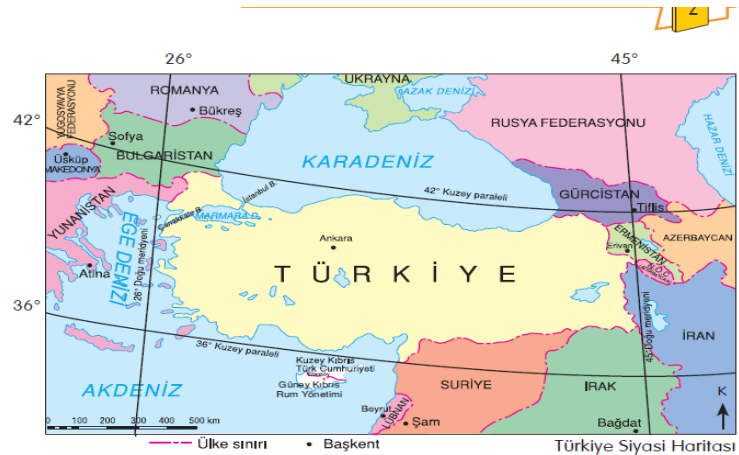 2
26°
45°
42°
36°
YUGOSYAVYA
FEDERASYONU
ROMANYA
Bükreş
UKRAYNA
AZAK DENİZİ
RUSYA FEDERASYONU
HAZAR DENİZİ
Sofya
BULGARİSTAN
Üsküp
MAKEDONYA
KARADENİZ
42° Kuzey paraleli
GÜRCİSTAN
Tiflis
YUNANİSTAN
EGE DENİZİ
26° Doğu meridyeni
Çanakkale B.
İstanbul B.
MARMARA D.
Ankara
ERMENİSTAN
Erivan
AZERBAYCAN
Atina
TÜRKİYE
45° Doğu meridyeni
İRAN
36° Kuzey paraleli
Kuzey Kıbrıs
Türk Cumhuriyeti
Güney Kıbrıs
Rum Yönetimi
AKDENİZ
SURİYE
IRAK
K
Beyrut
LÜBNAN
Şam
Bağdat
0 100 200 300 400 500 km
Ülke sınırı
Başkent
Türkiye Siyasi Haritası